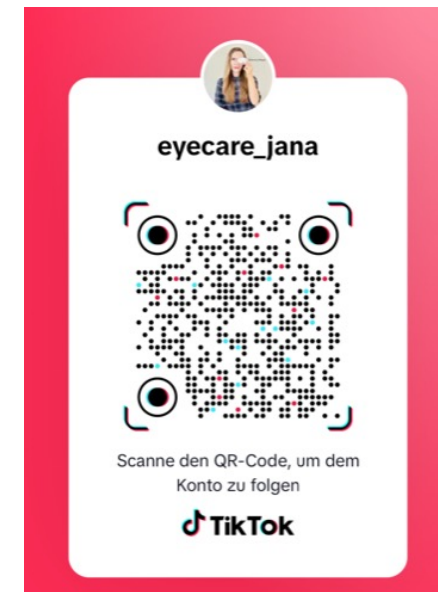 eyecare_jana
Scanne den QR-Code, um dem
Konto zu folgen
TikTok